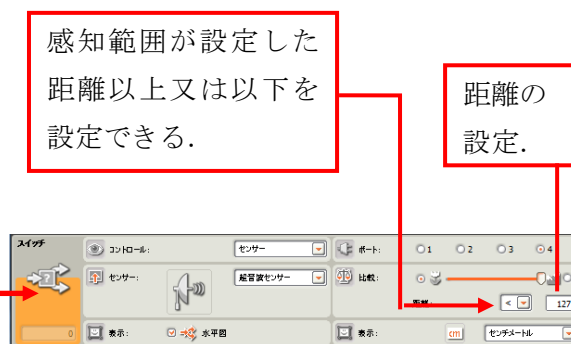 感知範囲が設定した
距離以上又は以下を
設定できる.
距離の
設定.
スイッチ
コントロール:
センサー
ポート:
1
2
3
4
センサー:
超音波センサー
比較:
<
127
0
表示:
水平図
表示:
cm
センチメートル